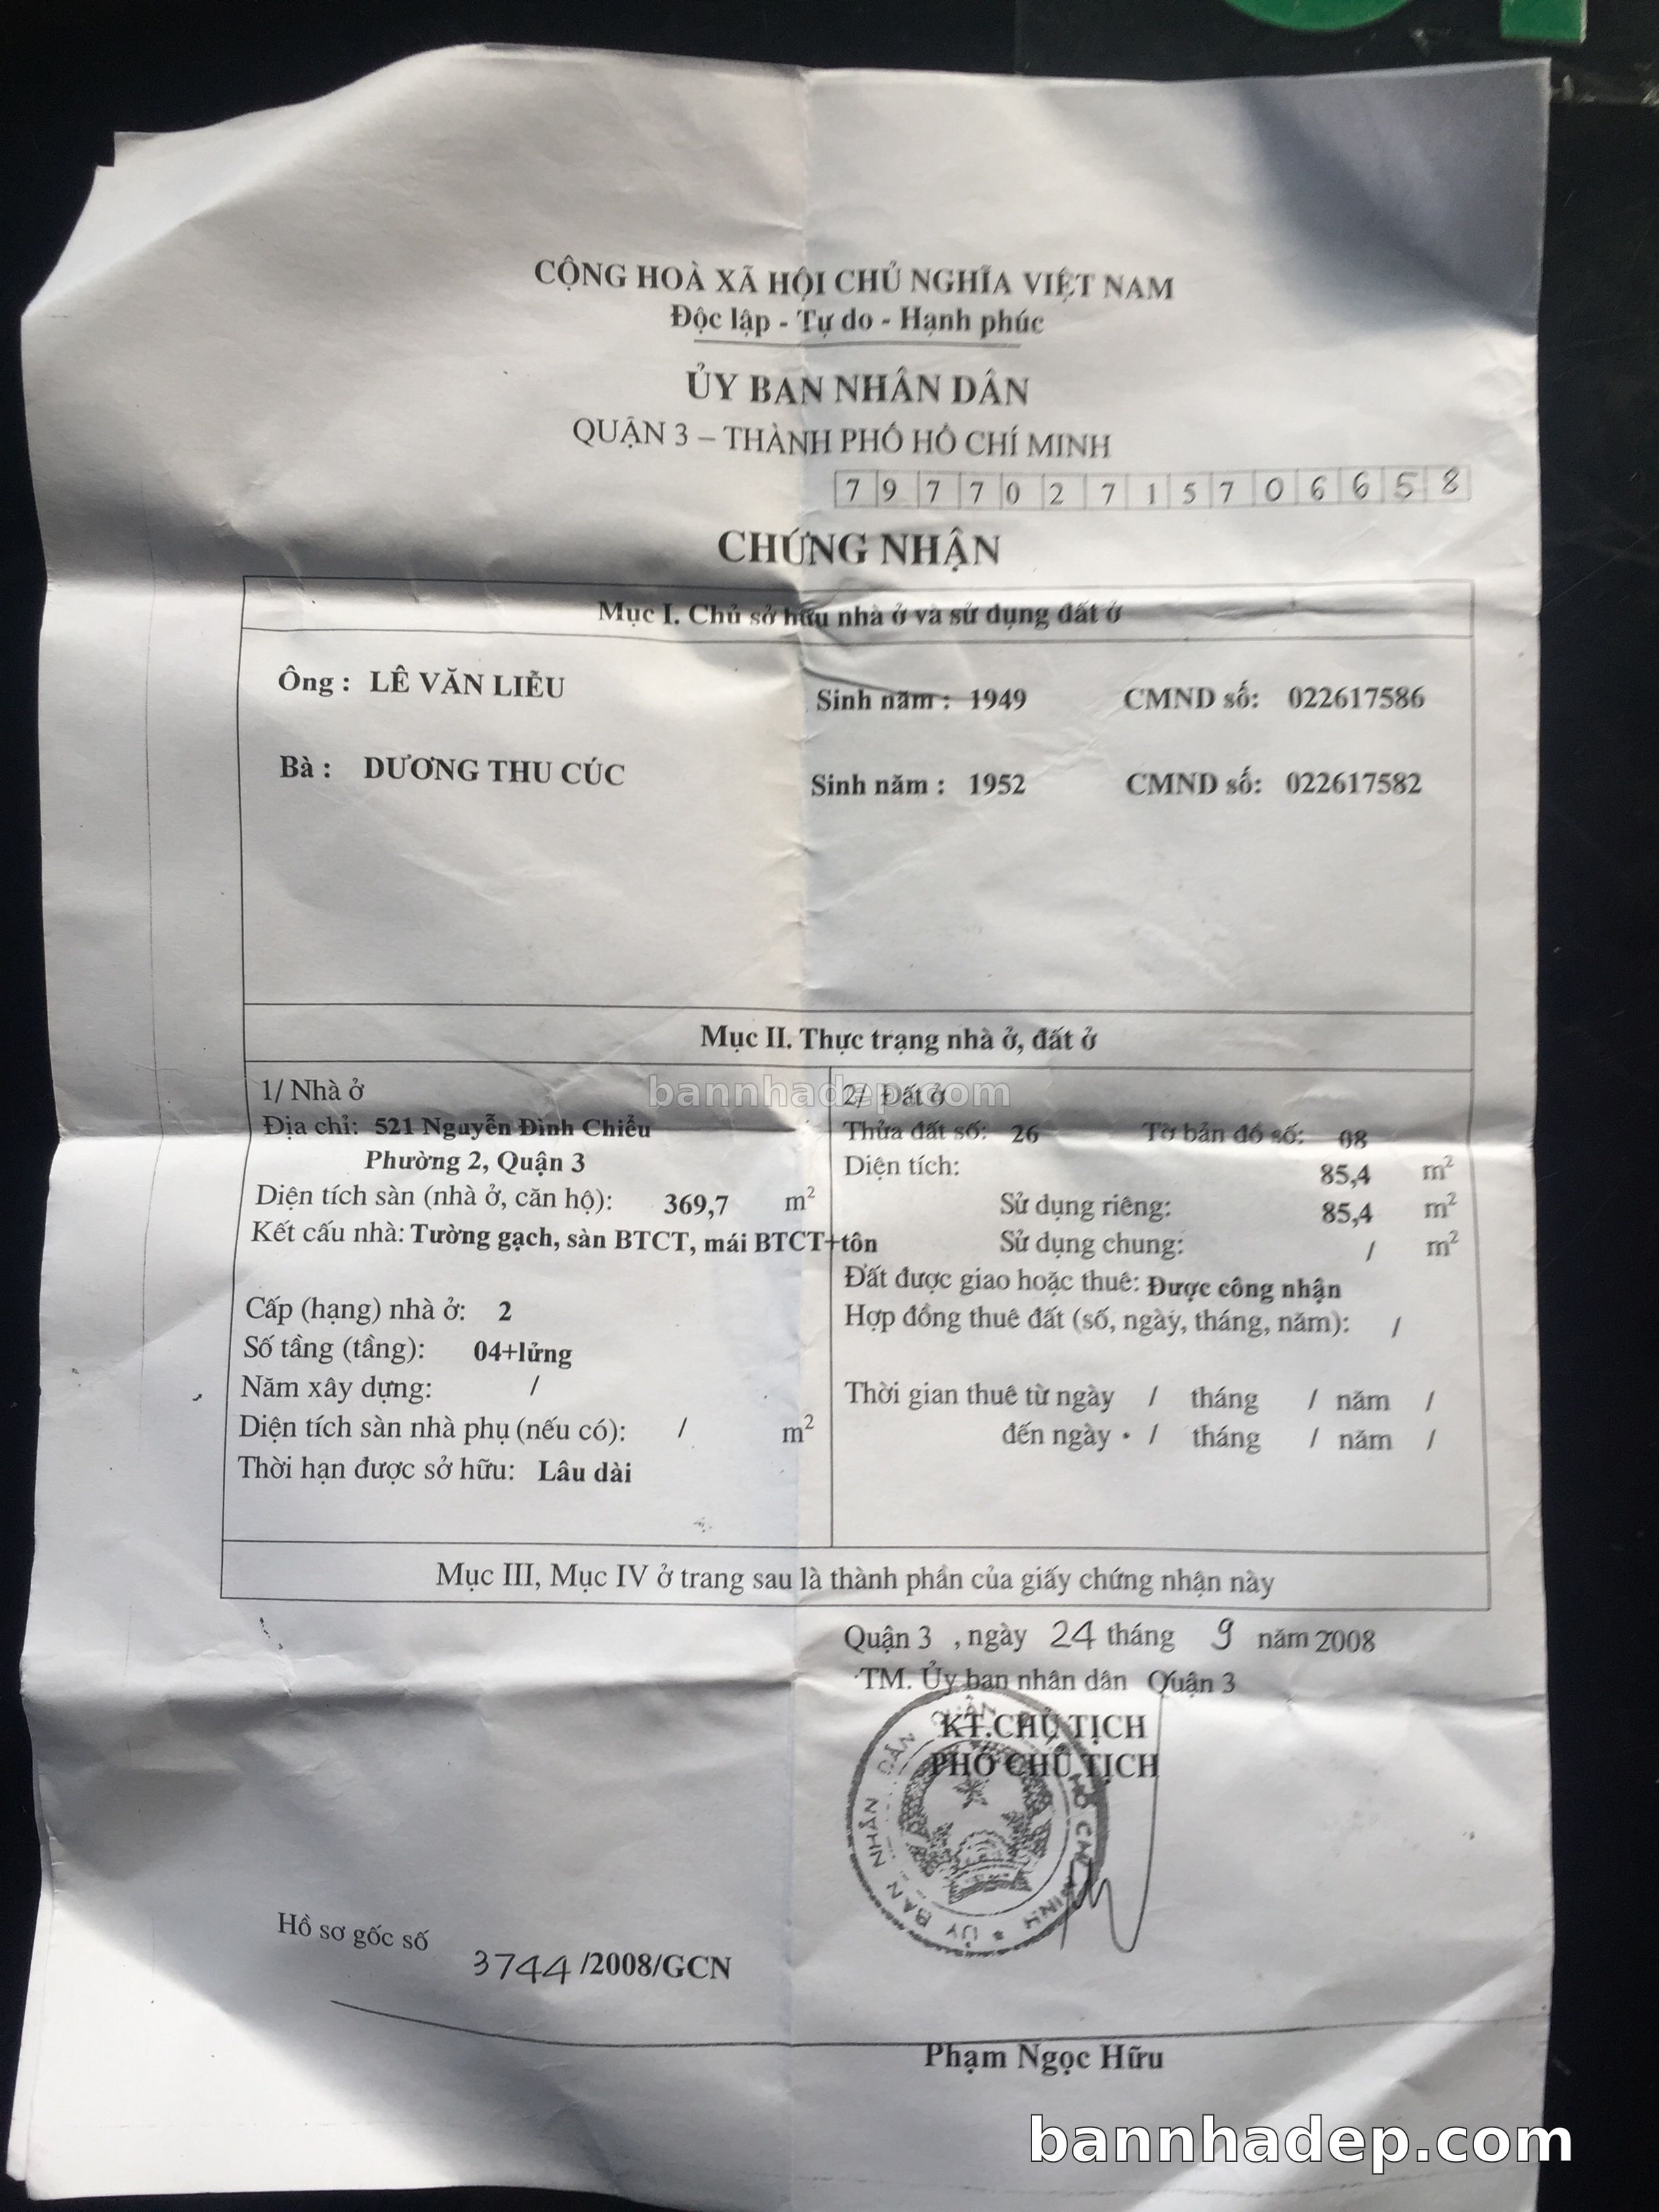 CỘNG HOÀ XÃ HỘI CHỦ NGHĨA VIỆT NAM
Độc lập - Tự do - Hạnh phúc
ỦY BAN NHÂN DÂN
QUẬN 3 – THÀNH PHỐ HỒ CHÍ MINH
7 9 7 7 0 2 7 1 5 7 0 6 6 5 8
CHỨNG NHẬN
Mục I. Chủ sở hữu nhà ở và sử dụng đất ở
Ông : LÊ VĂN LIỄU Sinh năm : 1949 CMND số: 022617586
Bà : DƯƠNG THU CÚC Sinh năm : 1952 CMND số: 022617582
Mục II. Thực trạng nhà ở, đất ở
1/ Nhà ở
Địa chỉ: 521 Nguyễn Đình Chiểu
Phường 2, Quận 3
Diện tích sàn (nhà ở, căn hộ): 369,7 m²
Kết cấu nhà: Tường gạch, sàn BTCT, mái BTCT+tôn
Cấp (hạng) nhà ở: 2
Số tầng (tầng): 04+lửng
Năm xây dựng: /
Diện tích sàn nhà phụ (nếu có): / m²
Thời hạn được sở hữu: Lâu dài
2/ Đất ở
Thửa đất số: 26 Tờ bản đồ số: 08
Diện tích: 85,4 m²
Sử dụng riêng: 85,4 m²
Sử dụng chung: / m²
Đất được giao hoặc thuê: Được công nhận
Hợp đồng thuê đất (số, ngày, tháng, năm): /
Thời gian thuê từ ngày / tháng / năm /
đến ngày / tháng / năm /
bannhadep.com
Mục III, Mục IV ở trang sau là thành phần của giấy chứng nhận này
Quận 3 , ngày 24 tháng 9 năm 2008
TM. Ủy ban nhân dân Quận 3
KT.CHỦ TỊCH
PHÓ CHỦ TỊCH
ỦY BAN NHÂN DÂN QUẬN HỒ CHÍ MINH
Hồ sơ gốc số
3744 /2008/GCN
Phạm Ngọc Hữu
bannhadep.com